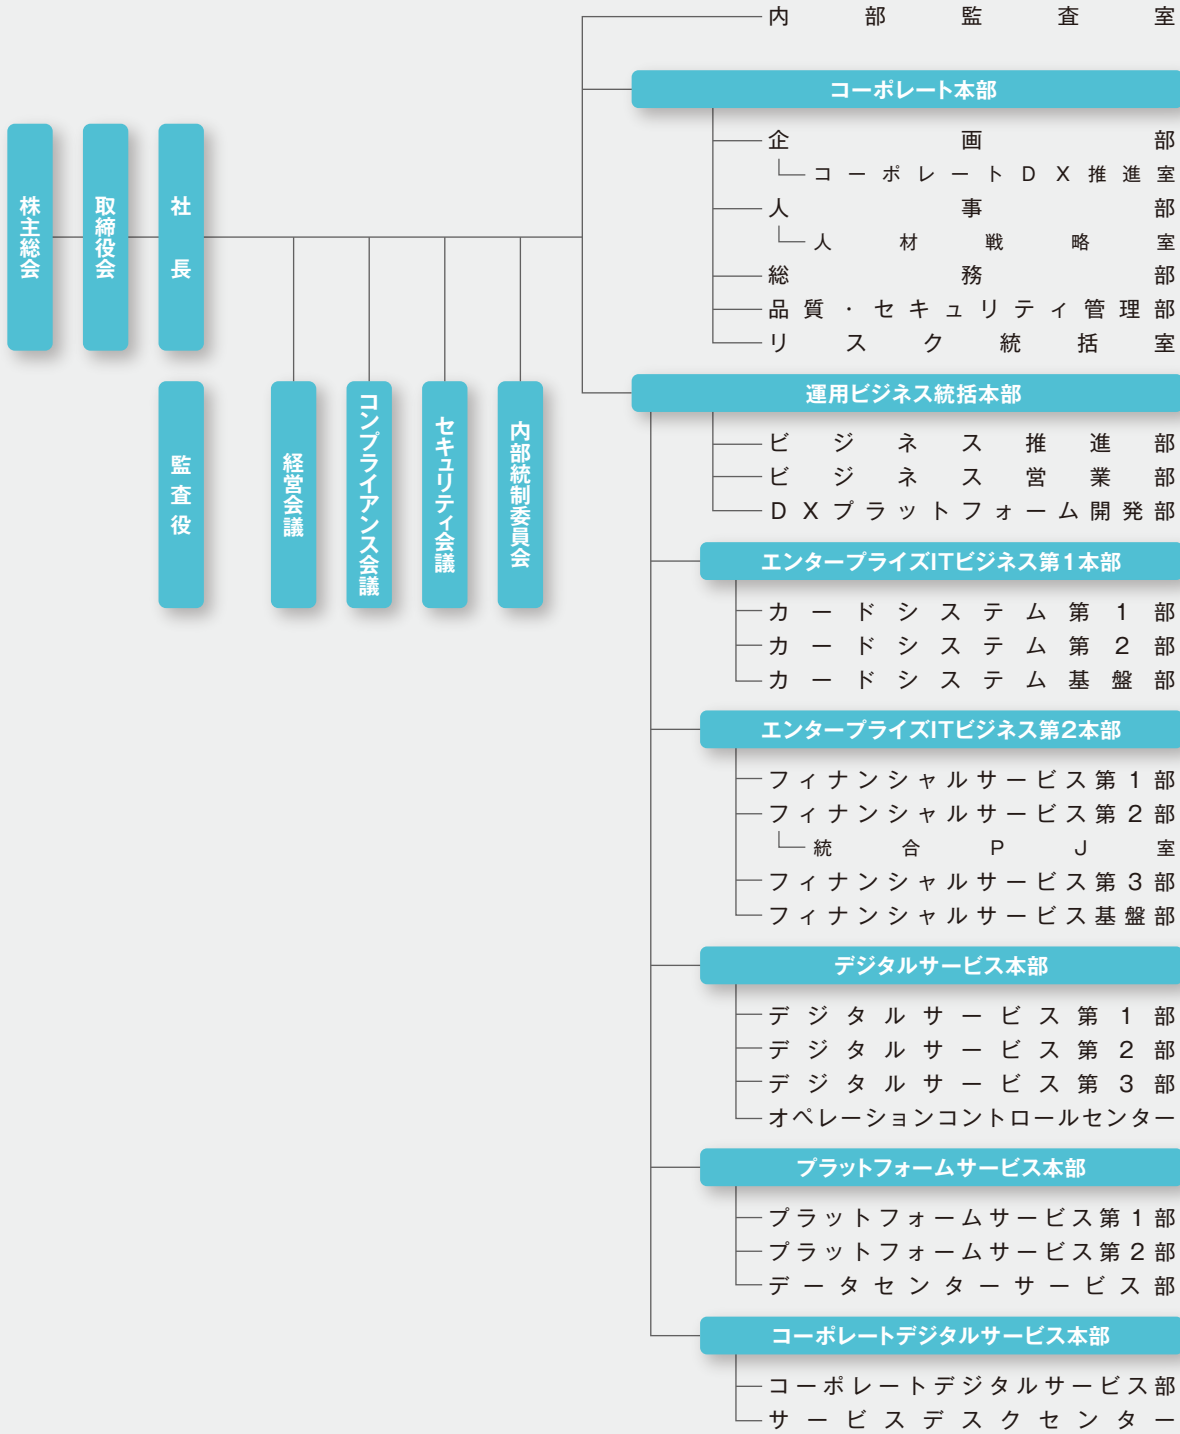 株主総会
取締役会
社長
監査役
経営会議
コンプライアンス会議
セキュリティ会議
内部統制委員会
内部監査室
コーポレート本部
企画部
コーポレートDX推進室
人事部
人材戦略室
総務部
品質・セキュリティ管理部
リスク統括室
運用ビジネス統括本部
ビジネス推進部
ビジネス営業部
DXプラットフォーム開発部
エンタープライズITビジネス第1本部
カードシステム第1部
カードシステム第2部
カードシステム基盤部
エンタープライズITビジネス第2本部
フィナンシャルサービス第1部
フィナンシャルサービス第2部
統合PJ室
フィナンシャルサービス第3部
フィナンシャルサービス基盤部
デジタルサービス本部
デジタルサービス第1部
デジタルサービス第2部
デジタルサービス第3部
オペレーションコントロールセンター
プラットフォームサービス本部
プラットフォームサービス第1部
プラットフォームサービス第2部
データセンターサービス部
コーポレートデジタルサービス本部
コーポレートデジタルサービス部
サービスデスクセンター